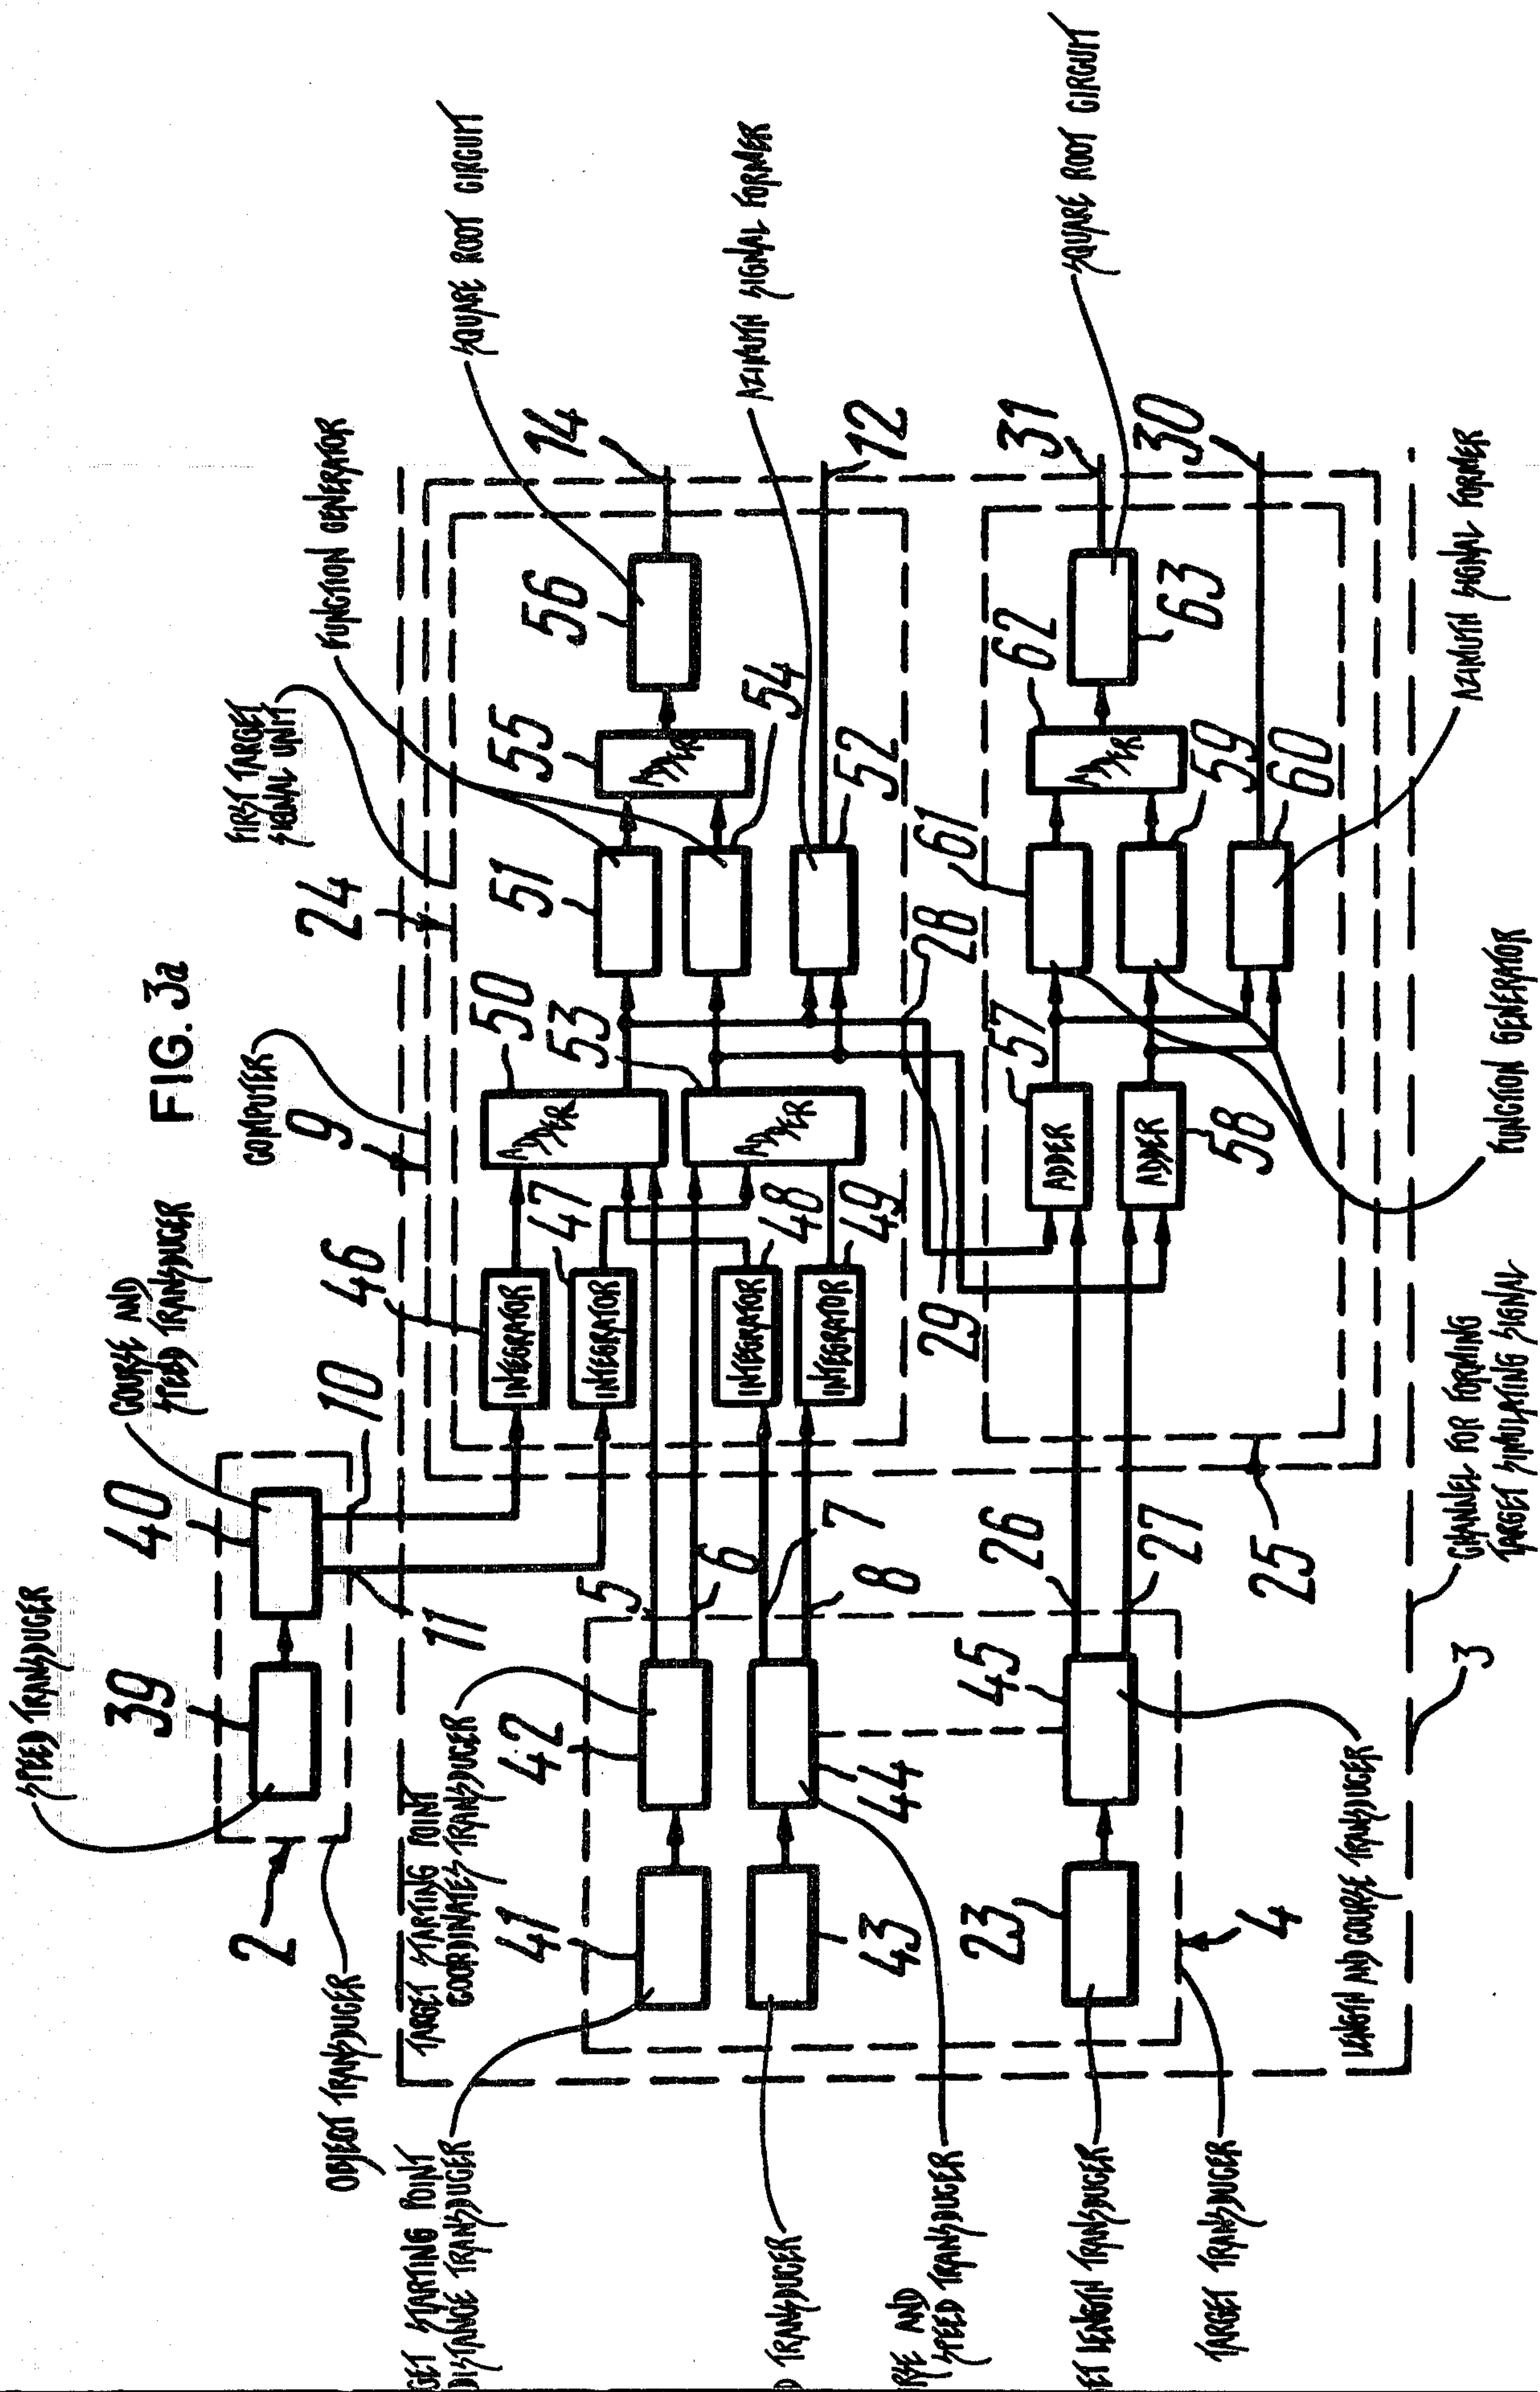 FIG. 3a
SPEED TRANSDUCER
39
COURSE AND
SPEED TRANSDUCER
40
2
OBJECT TRANSDUCER
10
11
COMPUTER
9
FIRST TARGET
SIGNAL UNIT
24
FUNCTION GENERATOR
SQUARE ROOT CIRCUIT
AZIMUTH SIGNAL FORMER
TARGET STARTING POINT
COORDINATES TRANSDUCER
42
41
GET STARTING POINT
DISTANCE TRANSDUCER
43
TRANSDUCER
44
RSE AND
SPEED TRANSDUCER
23
ET LENGTH TRANSDUCER
45
LENGTH AND COURSE TRANSDUCER
4
TARGET TRANSDUCER
5
6
7
8
26
27
46
INTEGRATOR
47
INTEGRATOR
48
INTEGRATOR
49
INTEGRATOR
50
ADDER
53
ADDER
51
54
52
55
ADDER
56
14
12
28
29
57
ADDER
58
ADDER
61
59
60
62
ADDER
63
31
30
SQUARE ROOT CIRCUIT
AZIMUTH SIGNAL FORMER
FUNCTION GENERATOR
25
CHANNEL FOR FORMING
TARGET SIMULATING SIGNAL
3